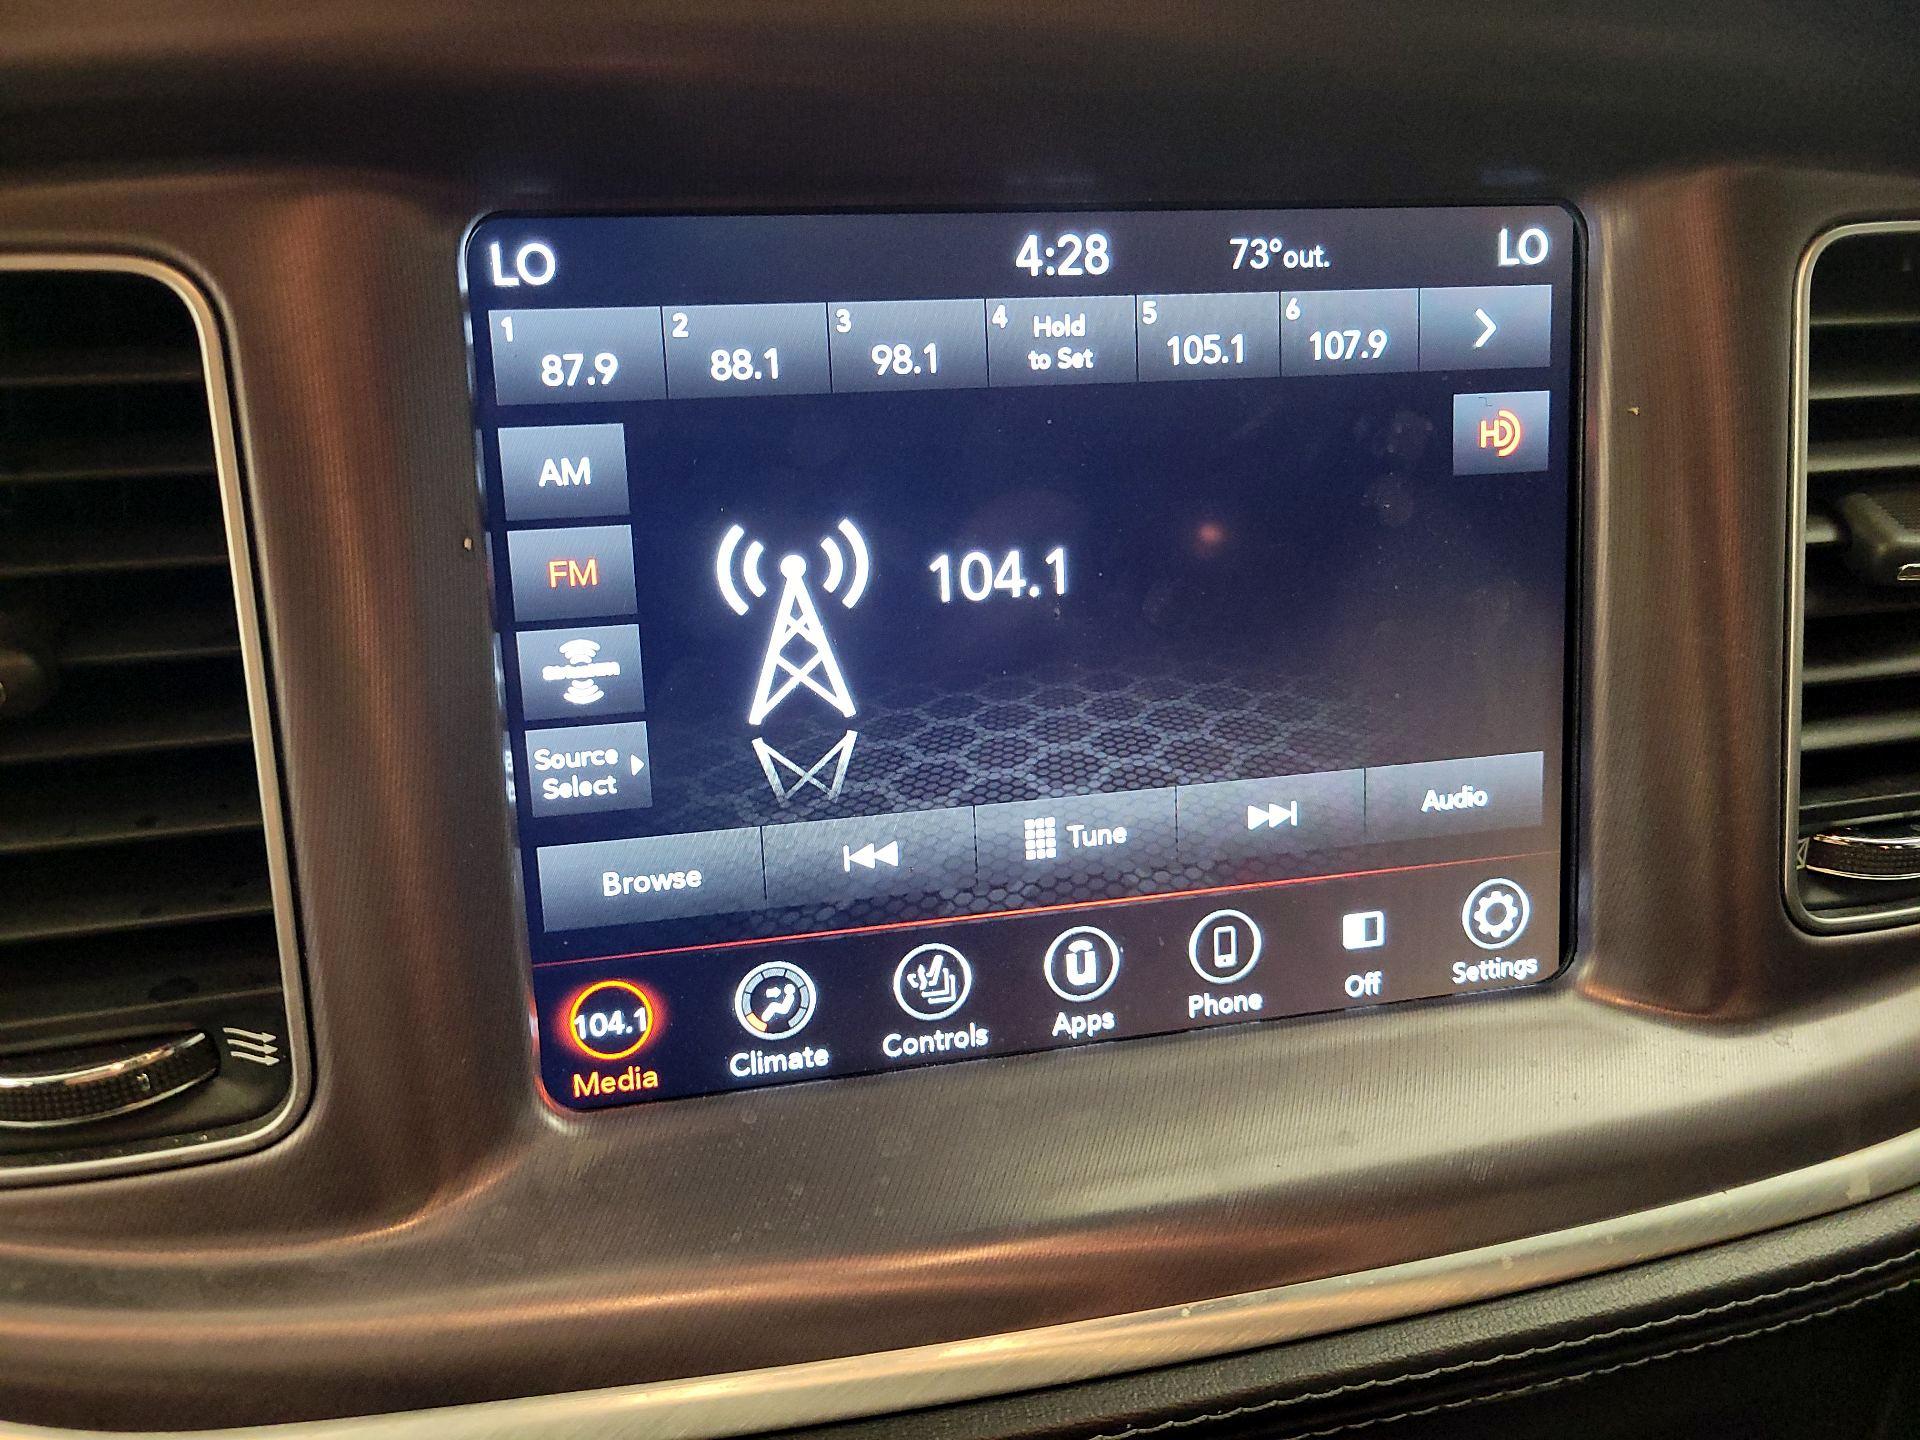 LO 4:28 73°out. LO
1 87.9
2 88.1
3 98.1
4 Hold
to Set
5 105.1
6 107.9
HD
AM
FM
104.1
Source
Select
Browse
Tune
Audio
104.1
Media
Climate
Controls
Apps
Phone
Off
Settings